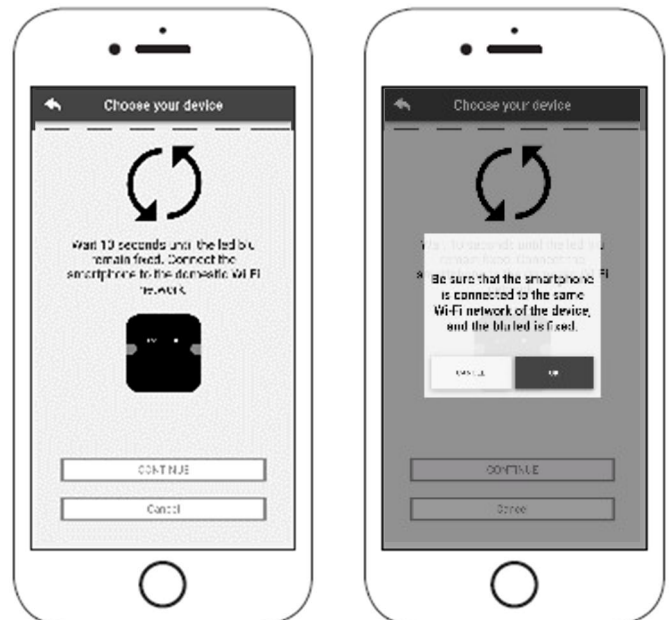 Choose your device
Wait 10 seconds until the led blu
remain fixed. Connect the
smartphone to the domestic Wi-Fi
network.
CONTINUE
Cancel
Choose your device
Be sure that the smartphone
is connected to the same
Wi-Fi network of the device,
and the blu led is fixed.
CANCEL
OK
CONTINUE
Cancel